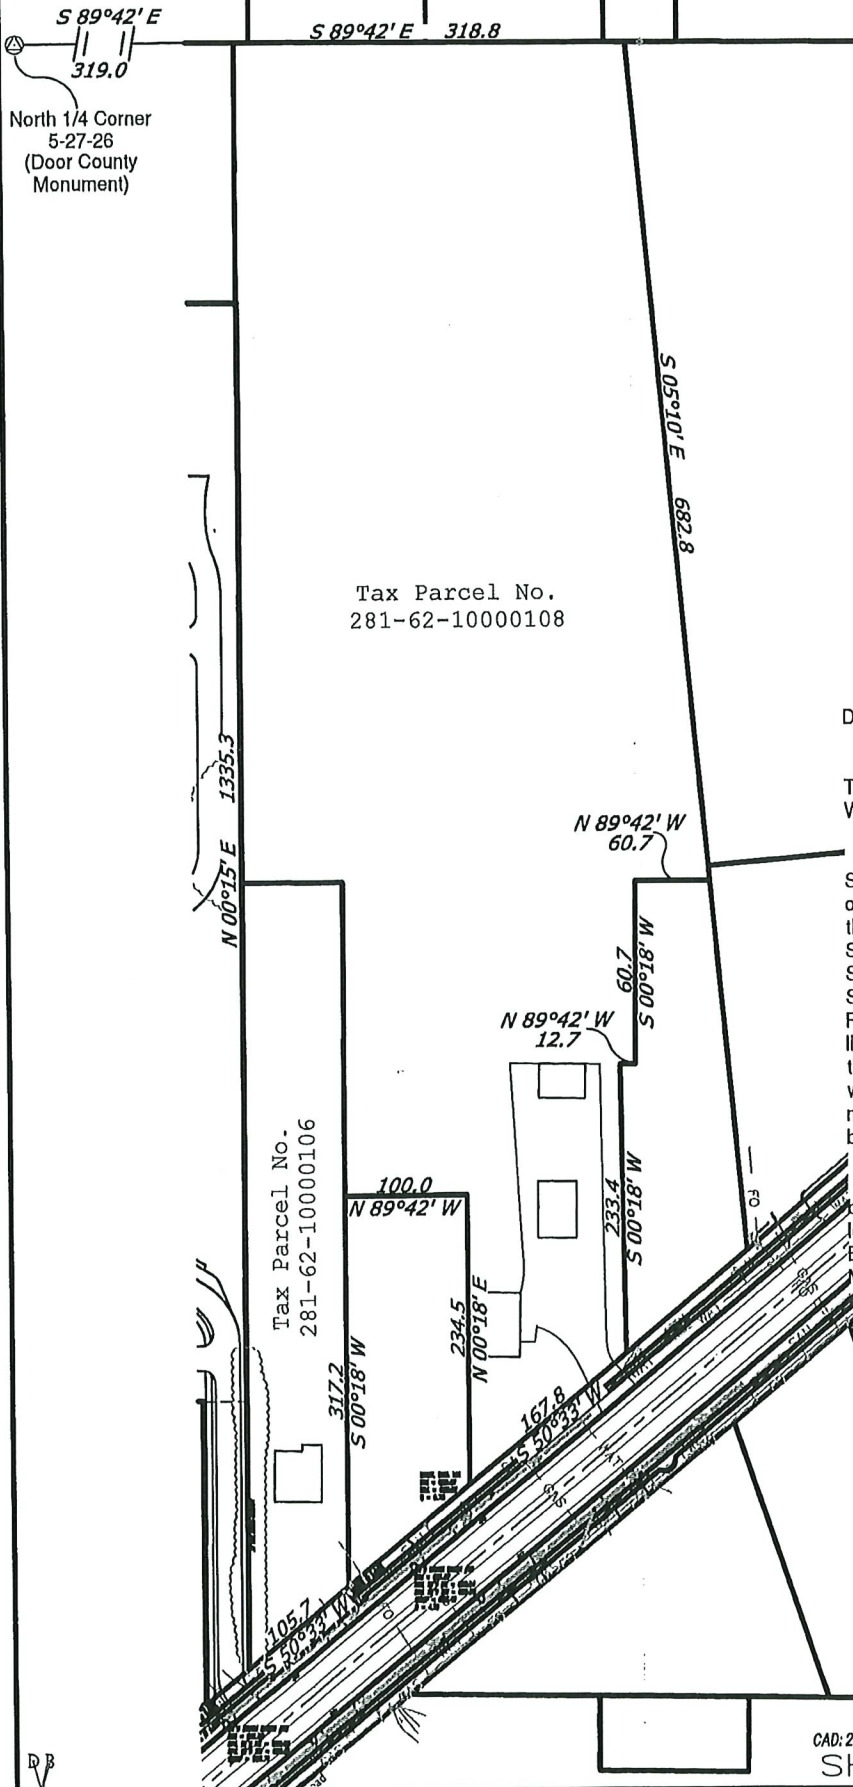 S 89°42' E
319.0
S 89°42' E 318.8
North 1/4 Corner
5-27-26
(Door County
Monument)
S 05°10' E 682.8
Tax Parcel No.
281-62-10000108
N 00°15' E 1335.3
N 89°42' W
60.7
60.7
S 00°18' W
N 89°42' W
12.7
233.4
S 00°18' W
Tax Parcel No.
281-62-10000106
100.0
N 89°42' W
234.5
N 00°18' E
317.2
S 00°18' W
167.8
S 50°33' W
105.7
S 50°33' W
FO
GAS
GAS
FO
CAD: 2
SH